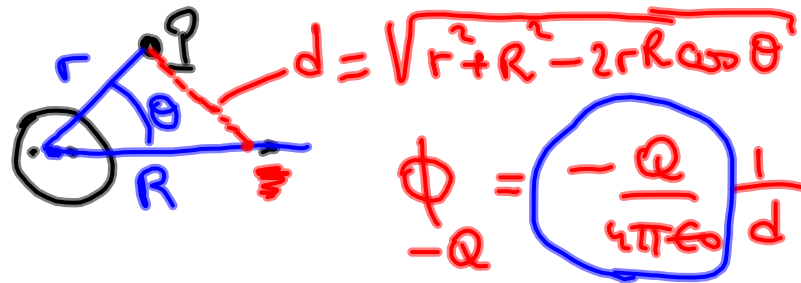 r P d = √r²+R²-2rR cos θ
θ
R
Φ-Q = - Q/4πϵ0 1/d